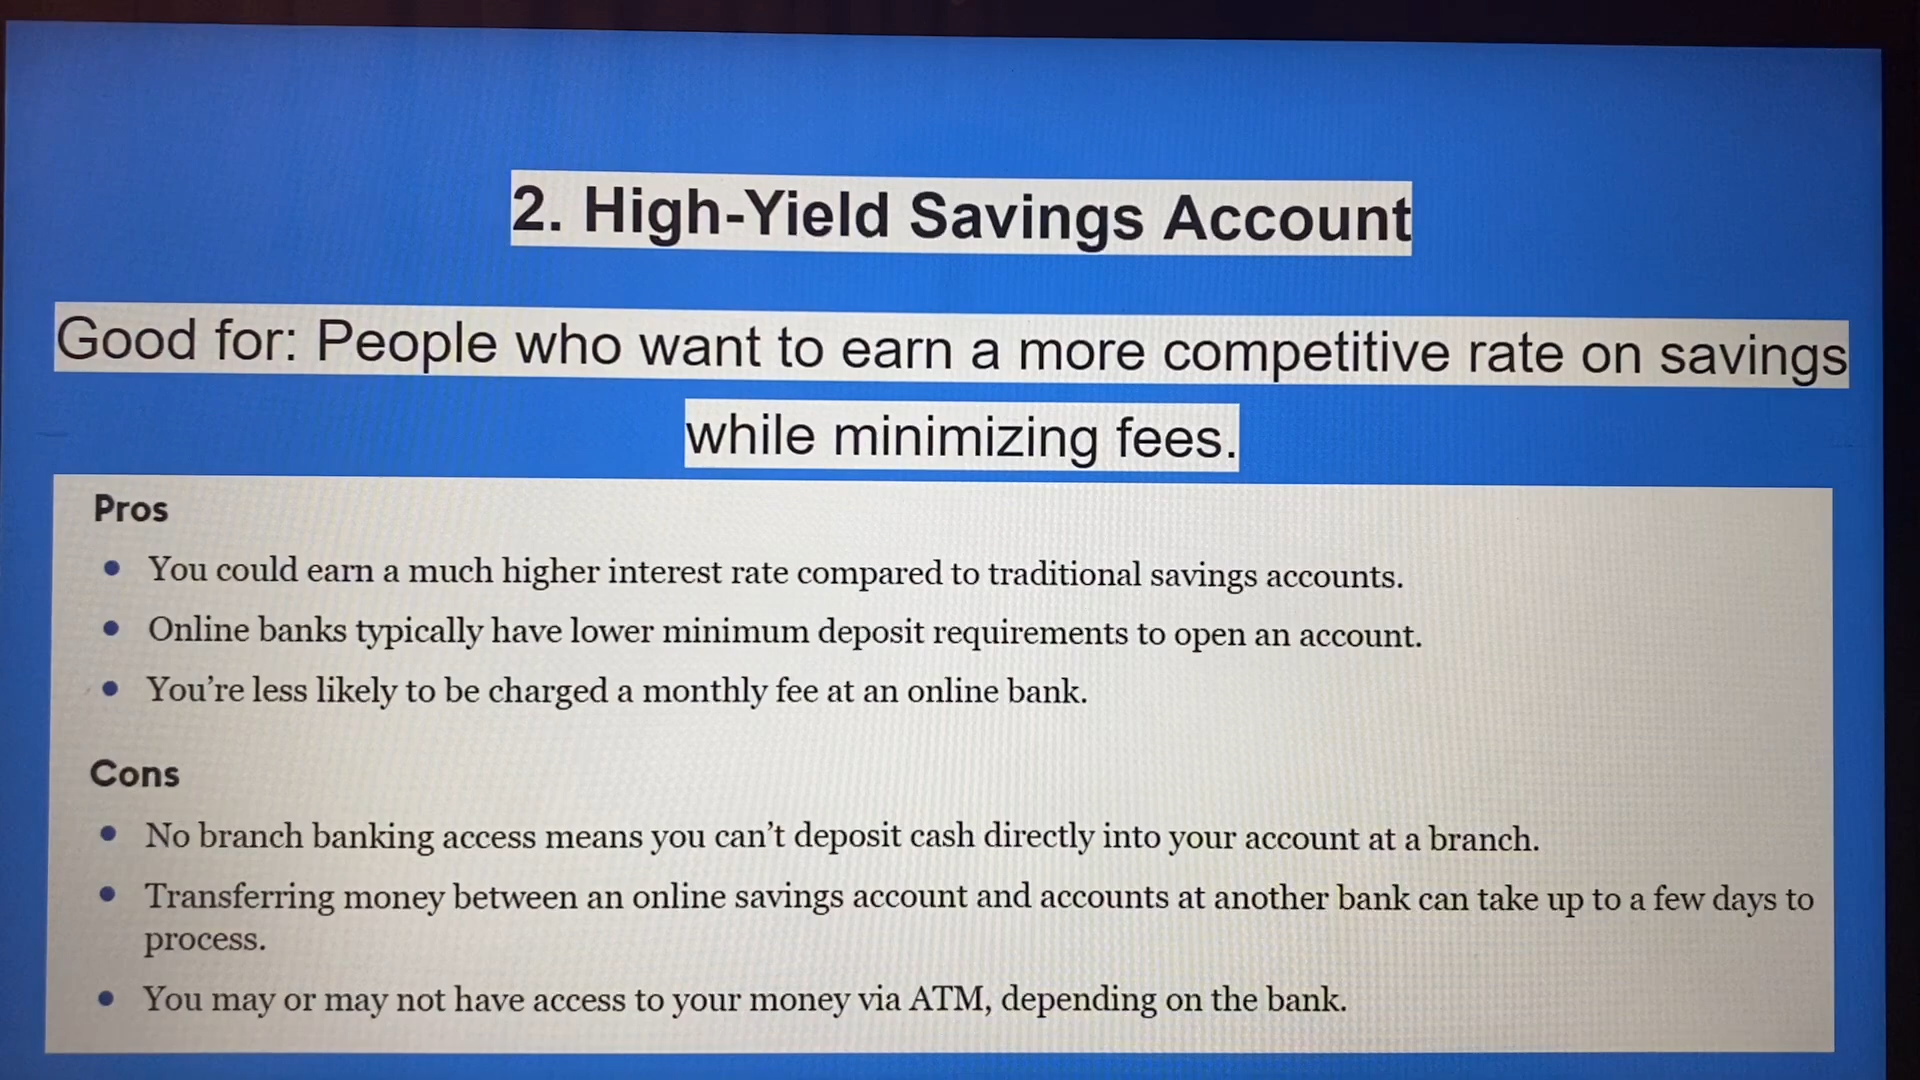 2. High-Yield Savings Account
Good for: People who want to earn a more competitive rate on savings
while minimizing fees.
Pros
• You could earn a much higher interest rate compared to traditional savings accounts.
• Online banks typically have lower minimum deposit requirements to open an account.
• You’re less likely to be charged a monthly fee at an online bank.
Cons
• No branch banking access means you can’t deposit cash directly into your account at a branch.
• Transferring money between an online savings account and accounts at another bank can take up to a few days to
process.
• You may or may not have access to your money via ATM, depending on the bank.